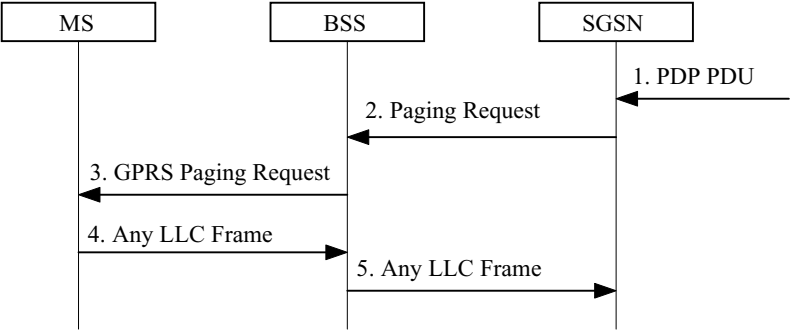 MS
BSS
SGSN
1. PDP PDU
2. Paging Request
3. GPRS Paging Request
4. Any LLC Frame
5. Any LLC Frame